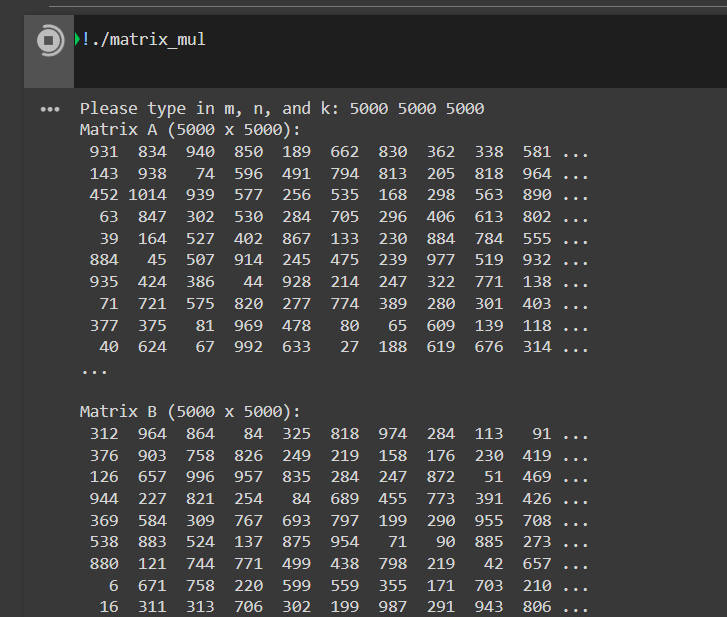 !./matrix_mul
Please type in m, n, and k: 5000 5000 5000
Matrix A (5000 x 5000):
931 834 940 850 189 662 830 362 338 581 ...
143 938 74 596 491 794 813 205 818 964 ...
452 1014 939 577 256 535 168 298 563 890 ...
63 847 302 530 284 705 296 406 613 802 ...
39 164 527 402 867 133 230 884 784 555 ...
884 45 507 914 245 475 239 977 519 932 ...
935 424 386 44 928 214 247 322 771 138 ...
71 721 575 820 277 774 389 280 301 403 ...
377 375 81 969 478 80 65 609 139 118 ...
40 624 67 992 633 27 188 619 676 314 ...
...
Matrix B (5000 x 5000):
312 964 864 84 325 818 974 284 113 91 ...
376 903 758 826 249 219 158 176 230 419 ...
126 657 996 957 835 284 247 872 51 469 ...
944 227 821 254 84 689 455 773 391 426 ...
369 584 309 767 693 797 199 290 955 708 ...
538 883 524 137 875 954 71 90 885 273 ...
880 121 744 771 499 438 798 219 42 657 ...
6 671 758 220 599 559 355 171 703 210 ...
16 311 313 706 302 199 987 291 943 806 ...